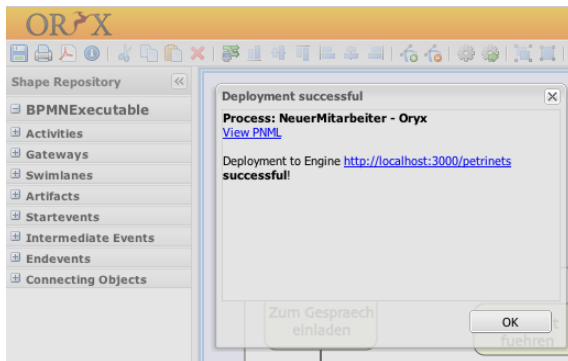 ORYX
Shape Repository
BPMNExecutable
Activities
Gateways
Swimlanes
Artifacts
Startevents
Intermediate Events
Endevents
Connecting Objects
Deployment successful
Process: NeuerMitarbeiter - Oryx
View PNML
Deployment to Engine http://localhost:3000/petrinets
successful!
OK
Zum Gespraech
einladen
fuehren